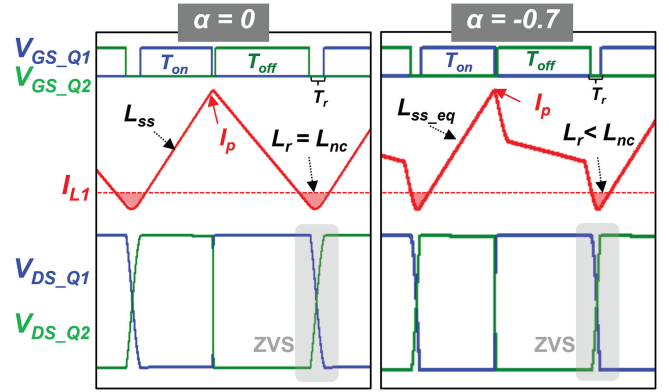 α = 0
α = -0.7
V_GS_Q1
V_GS_Q2
T_on
T_off
T_r
T_on
T_off
T_r
L_ss
I_p
L_r = L_nc
L_ss_eq
I_p
L_r < L_nc
I_L1
V_DS_Q1
V_DS_Q2
ZVS
ZVS